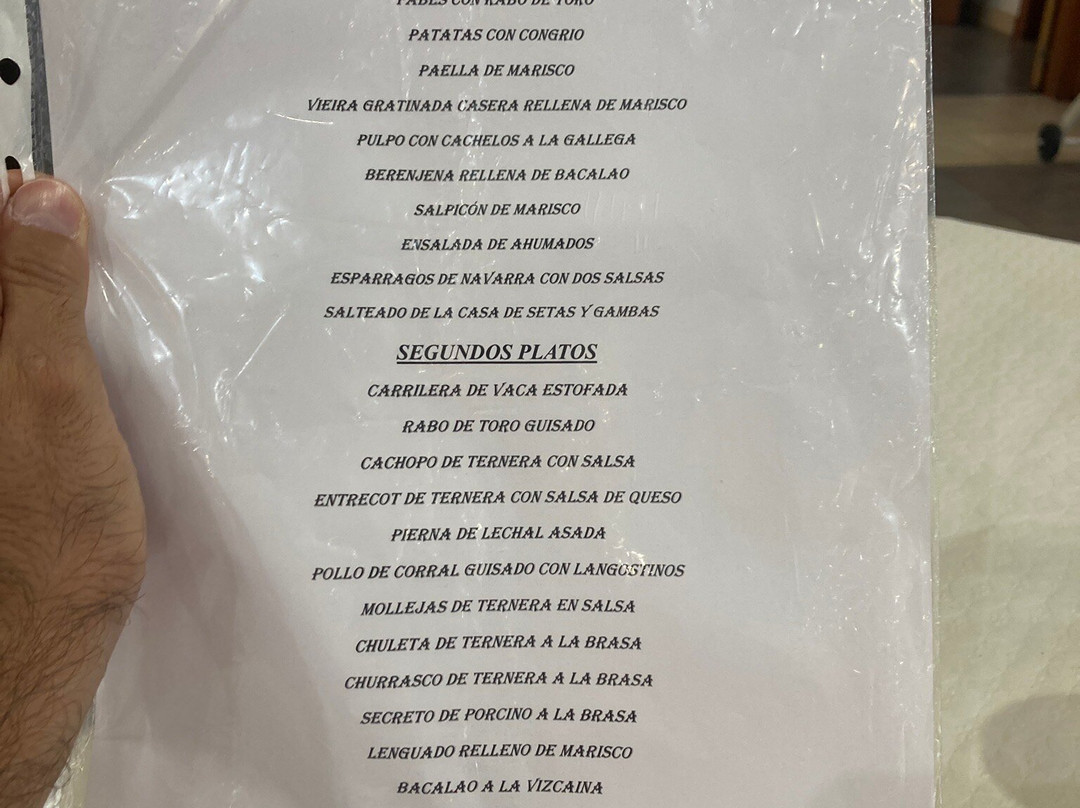 FABES CON RABO DE TORO
PATATAS CON CONGRIO
PAELLA DE MARISCO
VIEIRA GRATINADA CASERA RELLENA DE MARISCO
PULPO CON CACHELOS A LA GALLEGA
BERENJENA RELLENA DE BACALAO
SALPICÓN DE MARISCO
ENSALADA DE AHUMADOS
ESPARRAGOS DE NAVARRA CON DOS SALSAS
SALTEADO DE LA CASA DE SETAS Y GAMBAS
SEGUNDOS PLATOS
CARRILERA DE VACA ESTOFADA
RABO DE TORO GUISADO
CACHOPO DE TERNERA CON SALSA
ENTRECOT DE TERNERA CON SALSA DE QUESO
PIERNA DE LECHAL ASADA
POLLO DE CORRAL GUISADO CON LANGOSTINOS
MOLLEJAS DE TERNERA EN SALSA
CHULETA DE TERNERA A LA BRASA
CHURRASCO DE TERNERA A LA BRASA
SECRETO DE PORCINO A LA BRASA
LENGUADO RELLENO DE MARISCO
BACALAO A LA VIZCAINA